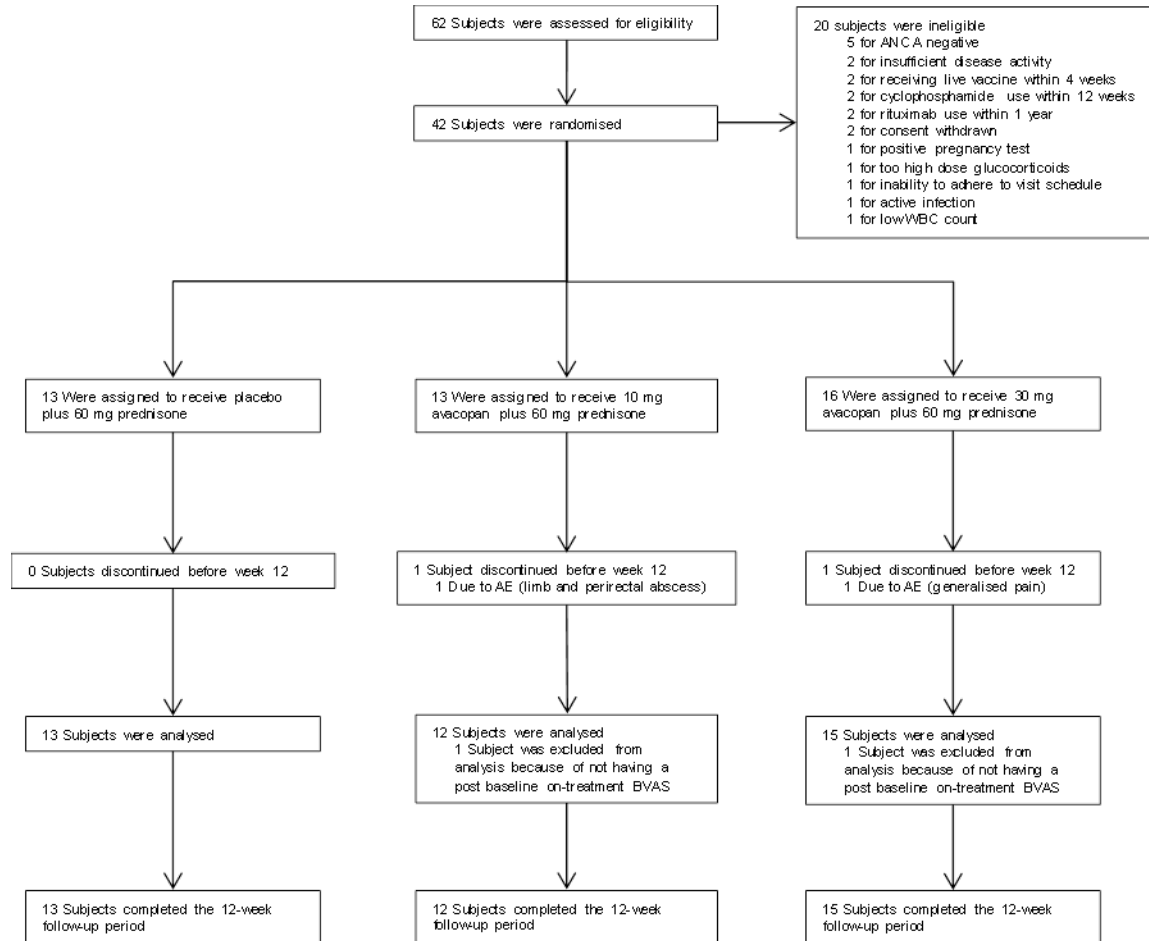 62 Subjects were assessed for eligibility
20 subjects were ineligible
5 for ANCA negative
2 for insufficient disease activity
2 for receiving live vaccine within 4 weeks
2 for cyclophosphamide use within 12 weeks
2 for rituximab use within 1 year
2 for consent withdrawn
1 for positive pregnancy test
1 for too high dose glucocorticoids
1 for inability to adhere to visit schedule
1 for active infection
1 for low WBC count
42 Subjects were randomised
13 Were assigned to receive placebo
plus 60 mg prednisone
13 Were assigned to receive 10 mg
avacopan plus 60 mg prednisone
16 Were assigned to receive 30 mg
avacopan plus 60 mg prednisone
0 Subjects discontinued before week 12
1 Subject discontinued before week 12
1 Due to AE (limb and perirectal abscess)
1 Subject discontinued before week 12
1 Due to AE (generalised pain)
13 Subjects were analysed
12 Subjects were analysed
1 Subject was excluded from
analysis because of not having a
post baseline on-treatment BVAS
15 Subjects were analysed
1 Subject was excluded from
analysis because of not having a
post baseline on-treatment BVAS
13 Subjects completed the 12-week
follow-up period
12 Subjects completed the 12-week
follow-up period
15 Subjects completed the 12-week
follow-up period